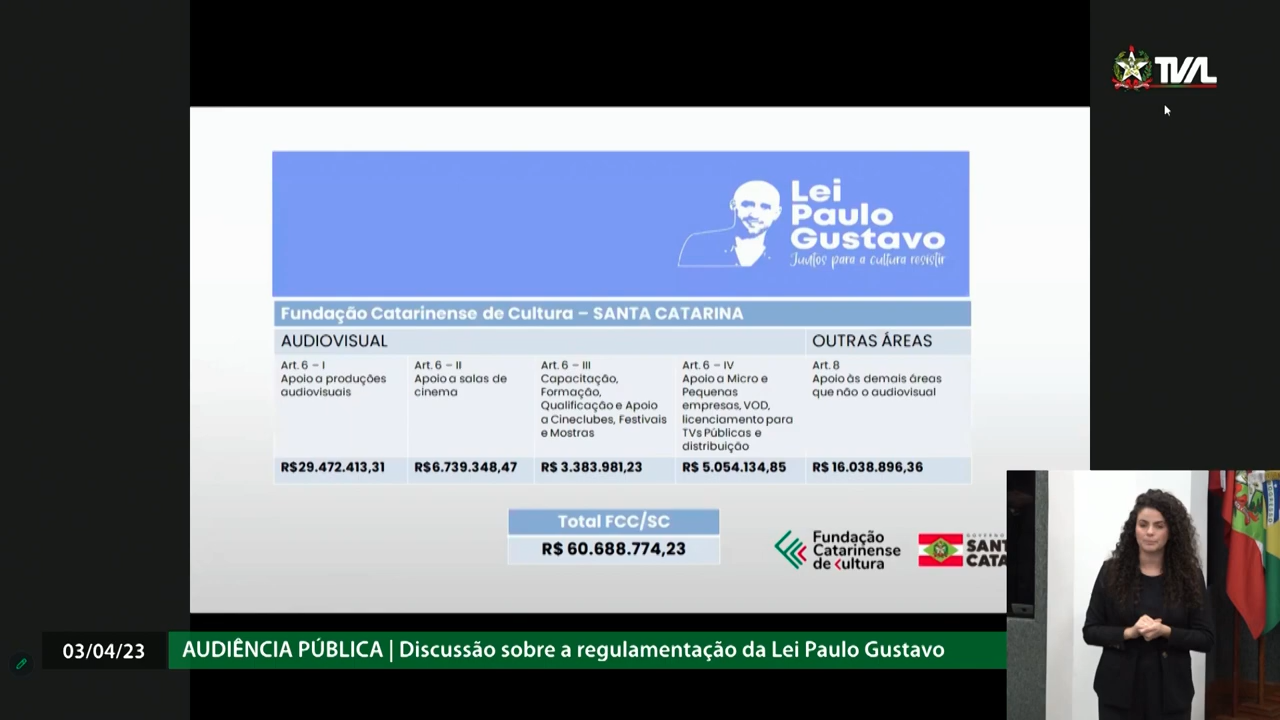 TVAL
Lei
Paulo
Gustavo
Juntos para a cultura resistir
Fundação Catarinense de Cultura – SANTA CATARINA
AUDIOVISUAL
OUTRAS ÁREAS
Art. 6 – I
Apoio a produções
audiovisuais
Art. 6 – II
Apoio a salas de
cinema
Art. 6 – III
Capacitação,
Formação,
Qualificação e Apoio
a Cineclubes, Festivais
e Mostras
Art. 6 – IV
Apoio a Micro e
Pequenas
empresas, VOD,
licenciamento para
TVs Públicas e
distribuição
Art. 8
Apoio às demais áreas
que não o audiovisual
R$29.472.413,31
R$6.739.348,47
R$ 3.383.981,23
R$ 5.054.134,85
R$ 16.038.896,36
Total FCC/SC
R$ 60.688.774,23
Fundação
Catarinense
de Cultura
SANT
CATA
03/04/23
AUDIÊNCIA PÚBLICA | Discussão sobre a regulamentação da Lei Paulo Gustavo